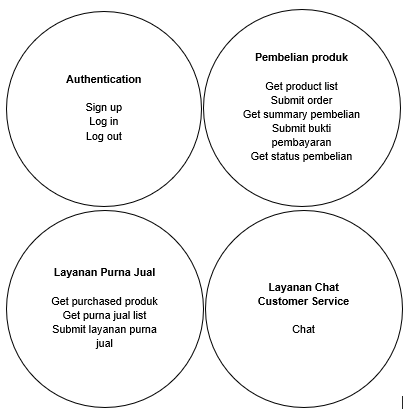 Authentication
Sign up
Log in
Log out
Pembelian produk
Get product list
Submit order
Get summary pembelian
Submit bukti
pembayaran
Get status pembelian
Layanan Purna Jual
Get purchased produk
Get purna jual list
Submit layanan purna
jual
Layanan Chat
Customer Service
Chat